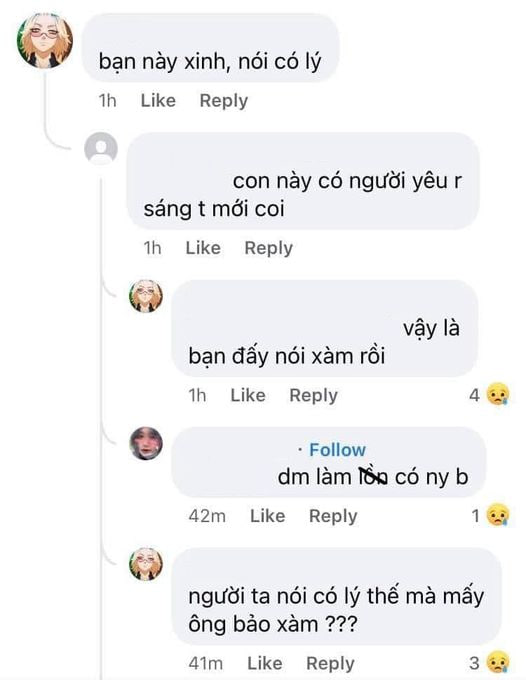 bạn này xinh, nói có lý
1h Like Reply
con này có người yêu r
sáng t mới coi
1h Like Reply
vậy là
bạn đấy nói xàm rồi
1h Like Reply 4
· Follow
dm làm lồn có ny b
42m Like Reply 1
người ta nói có lý thế mà mấy
ông bảo xàm ???
41m Like Reply 3